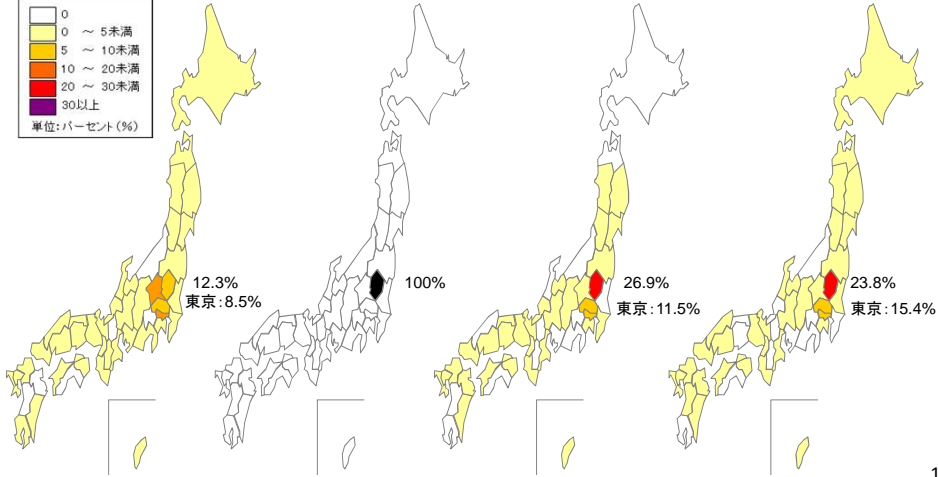 0
0 ～ 5未満
5 ～ 10未満
10 ～ 20未満
20 ～ 30未満
30以上
単位：パーセント(%)
12.3%
東京：8.5%
100%
26.9%
東京：11.5%
23.8%
東京：15.4%
1